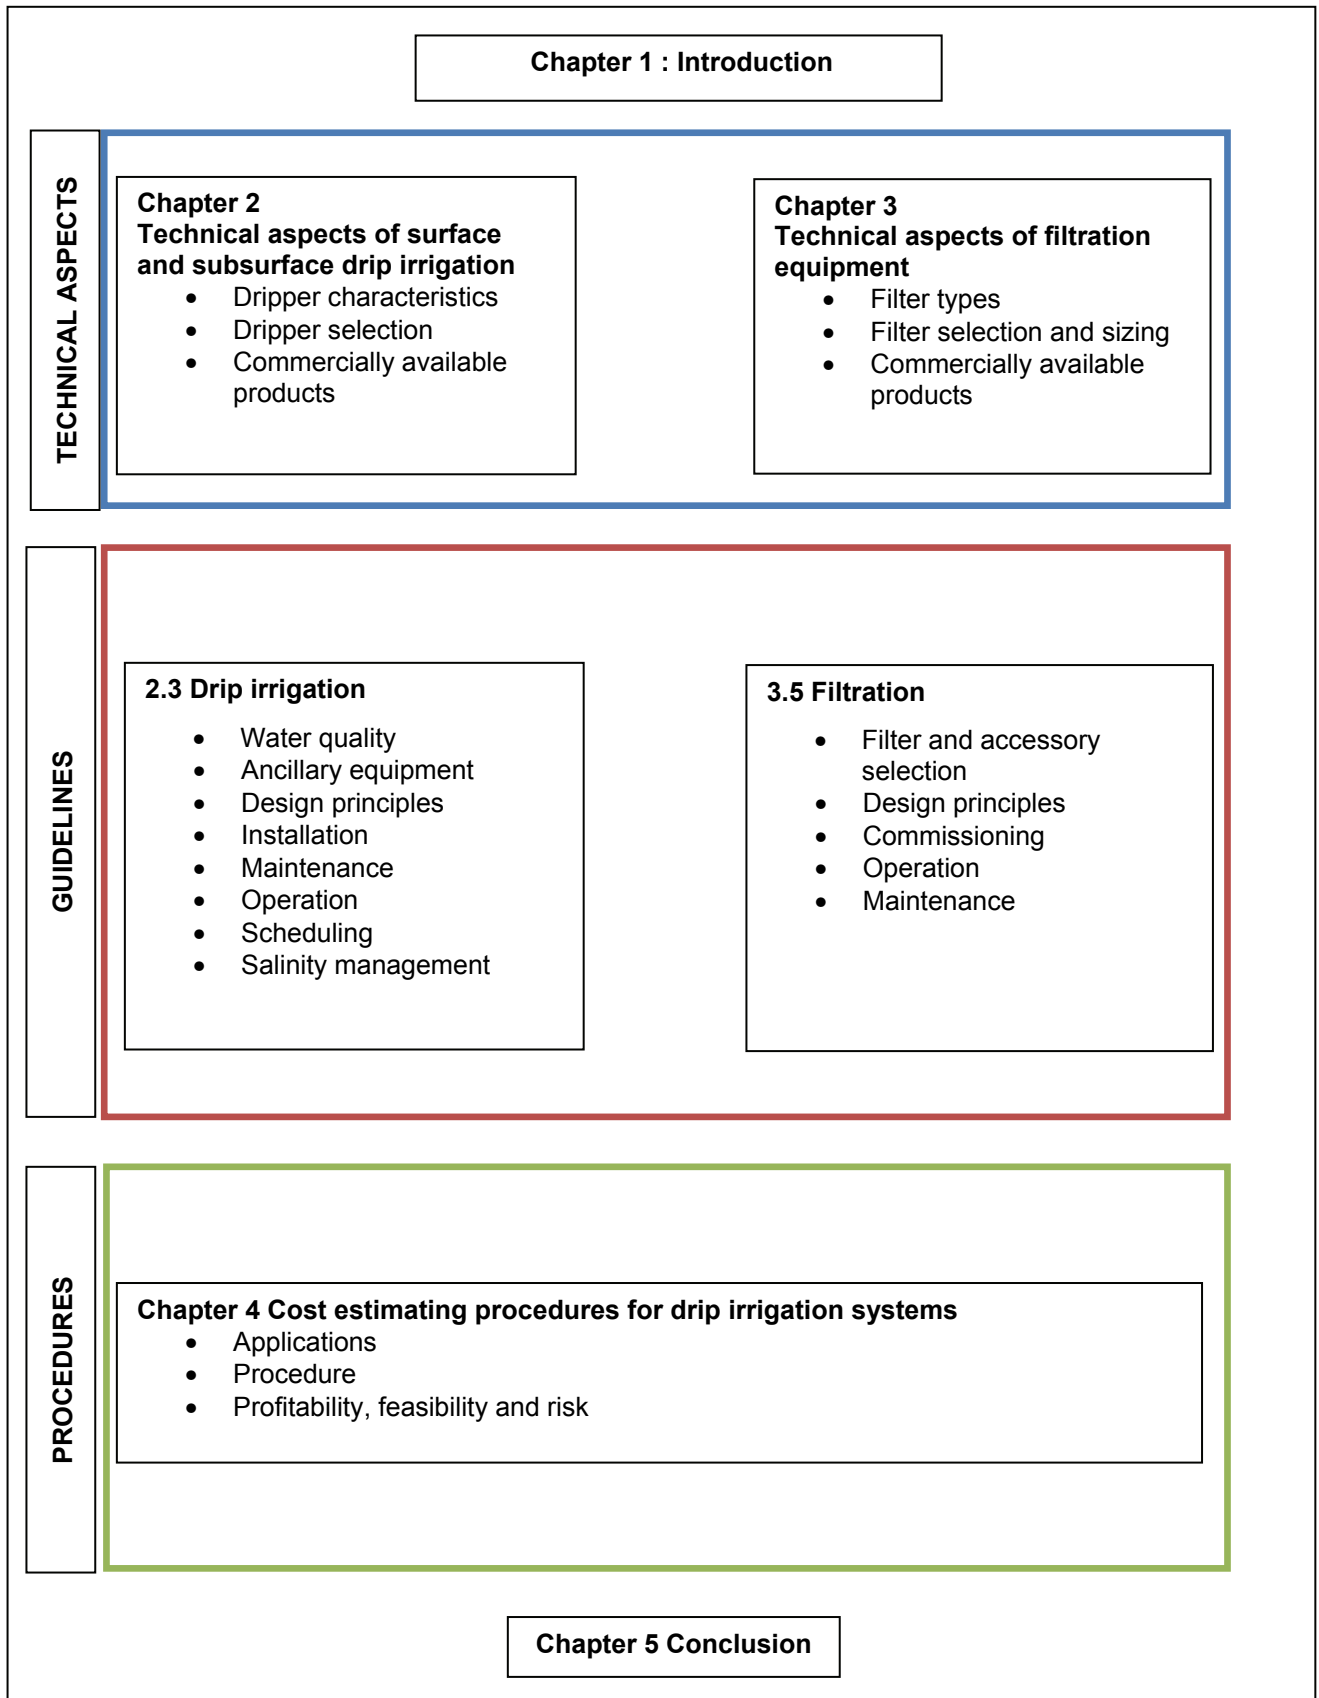 Chapter 1 : Introduction
TECHNICAL ASPECTS
Chapter 2
Technical aspects of surface
and subsurface drip irrigation
• Dripper characteristics
• Dripper selection
• Commercially available
products
Chapter 3
Technical aspects of filtration
equipment
• Filter types
• Filter selection and sizing
• Commercially available
products
GUIDELINES
2.3 Drip irrigation
• Water quality
• Ancillary equipment
• Design principles
• Installation
• Maintenance
• Operation
• Scheduling
• Salinity management
3.5 Filtration
• Filter and accessory
selection
• Design principles
• Commissioning
• Operation
• Maintenance
PROCEDURES
Chapter 4 Cost estimating procedures for drip irrigation systems
• Applications
• Procedure
• Profitability, feasibility and risk
Chapter 5 Conclusion